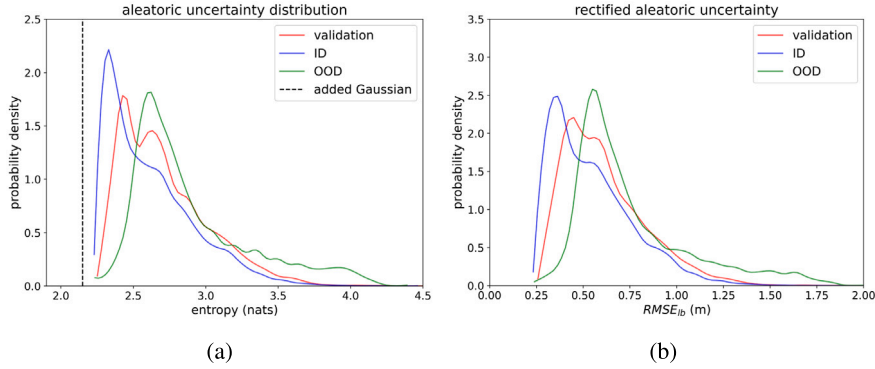 aleatoric uncertainty distribution
2.5
2.0
1.5
1.0
0.5
0.0
probability density
validation
ID
OOD
added Gaussian
2.0 2.5 3.0 3.5 4.0 4.5
entropy (nats)
(a)
rectified aleatoric uncertainty
3.5
3.0
2.5
2.0
1.5
1.0
0.5
0.0
probability density
validation
ID
OOD
0.00 0.25 0.50 0.75 1.00 1.25 1.50 1.75 2.00
RMSE_lb (m)
(b)